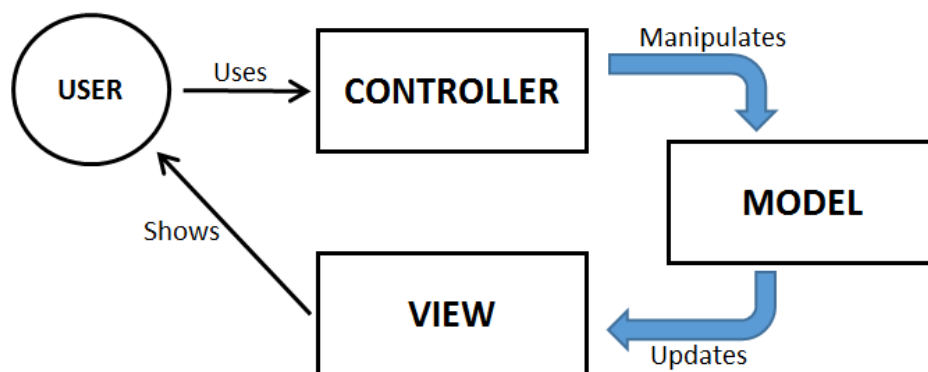 Manipulates
USER
Uses
CONTROLLER
MODEL
Shows
VIEW
Updates